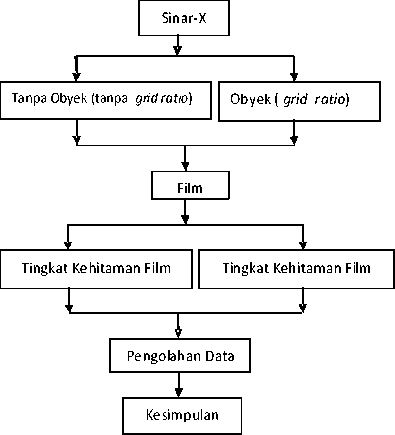 Sinar-X
Tanpa Obyek (tanpa grid ratio)
Obyek ( grid ratio)
Film
Tingkat Kehitaman Film
Tingkat Kehitaman Film
Pengolahan Data
Kesimpulan